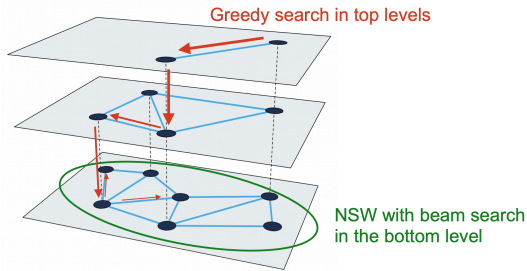 Greedy search in top levels
NSW with beam search
in the bottom level